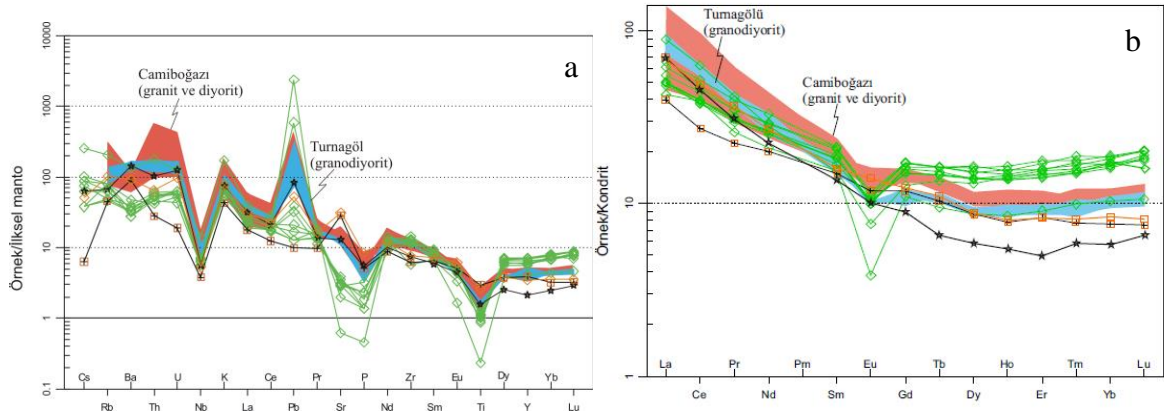 a
Örnek/İlksel manto
10000
1000
100
10
1
0.1
Camiboğazı
(granit ve diyorit)
Turnagöl
(granodiyorit)
Cs Ba Th U Nb K La Ce Pb Pr Sr P Nd Zr Sm Eu Ti Dy Y Yb Lu
Rb
b
Örnek/Kondrit
100
10
1
Turnagölü
(granodiyorit)
Camiboğazı
(granit ve diyorit)
La Pr Pm Eu Tb Ho Tm Lu
Ce Nd Sm Gd Dy Er Yb